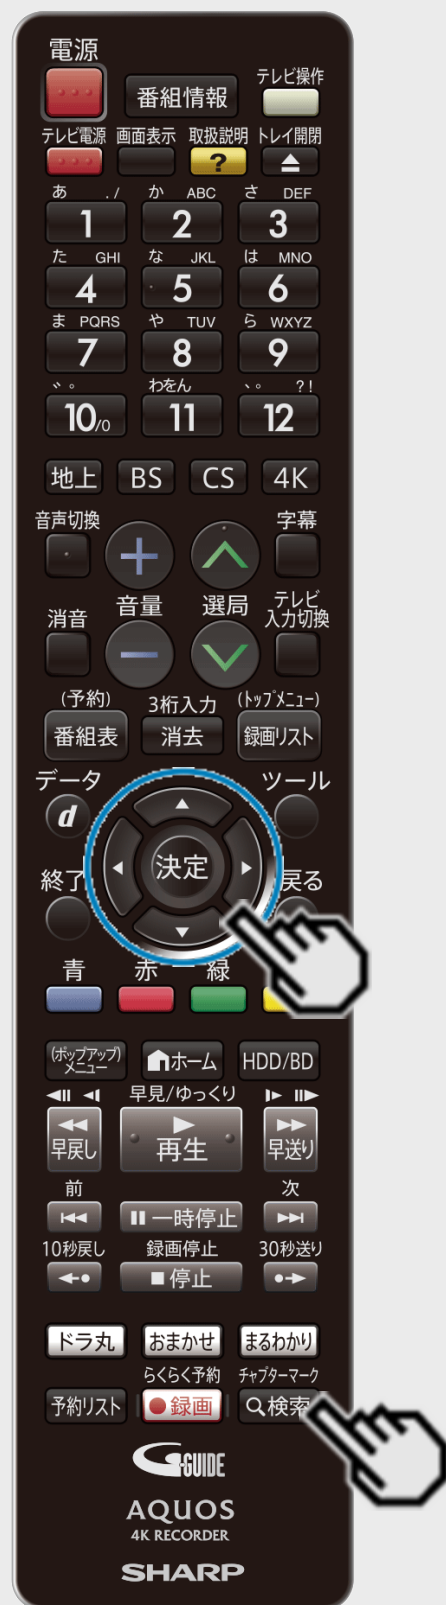 電源
番組情報
テレビ操作
テレビ電源 画面表示 取扱説明 トレイ開閉
?
あ ./ か ABC さ DEF
1 2 3
た GHI な JKL は MNO
4 5 6
ま PQRS や TUV ら WXYZ
7 8 9
゛゜ わをん 、。 ?!
10/0 11 12
地上 BS CS 4K
音声切換 字幕
+
消音 音量 選局 テレビ
入力切換
−
(予約) 3桁入力 (トップメニュー)
番組表 消去 録画リスト
データ ツール
d
決定
終了 戻る
青 赤 緑
(ポップアップ)
メニュー ホーム HDD/BD
早見/ゆっくり
早戻し 再生 早送り
前 次
一時停止
10秒戻し 録画停止 30秒送り
停止
ドラ丸 おまかせ まるわかり
らくらく予約 チャプターマーク
予約リスト 録画 検索
G-GUIDE
AQUOS
4K RECORDER
SHARP